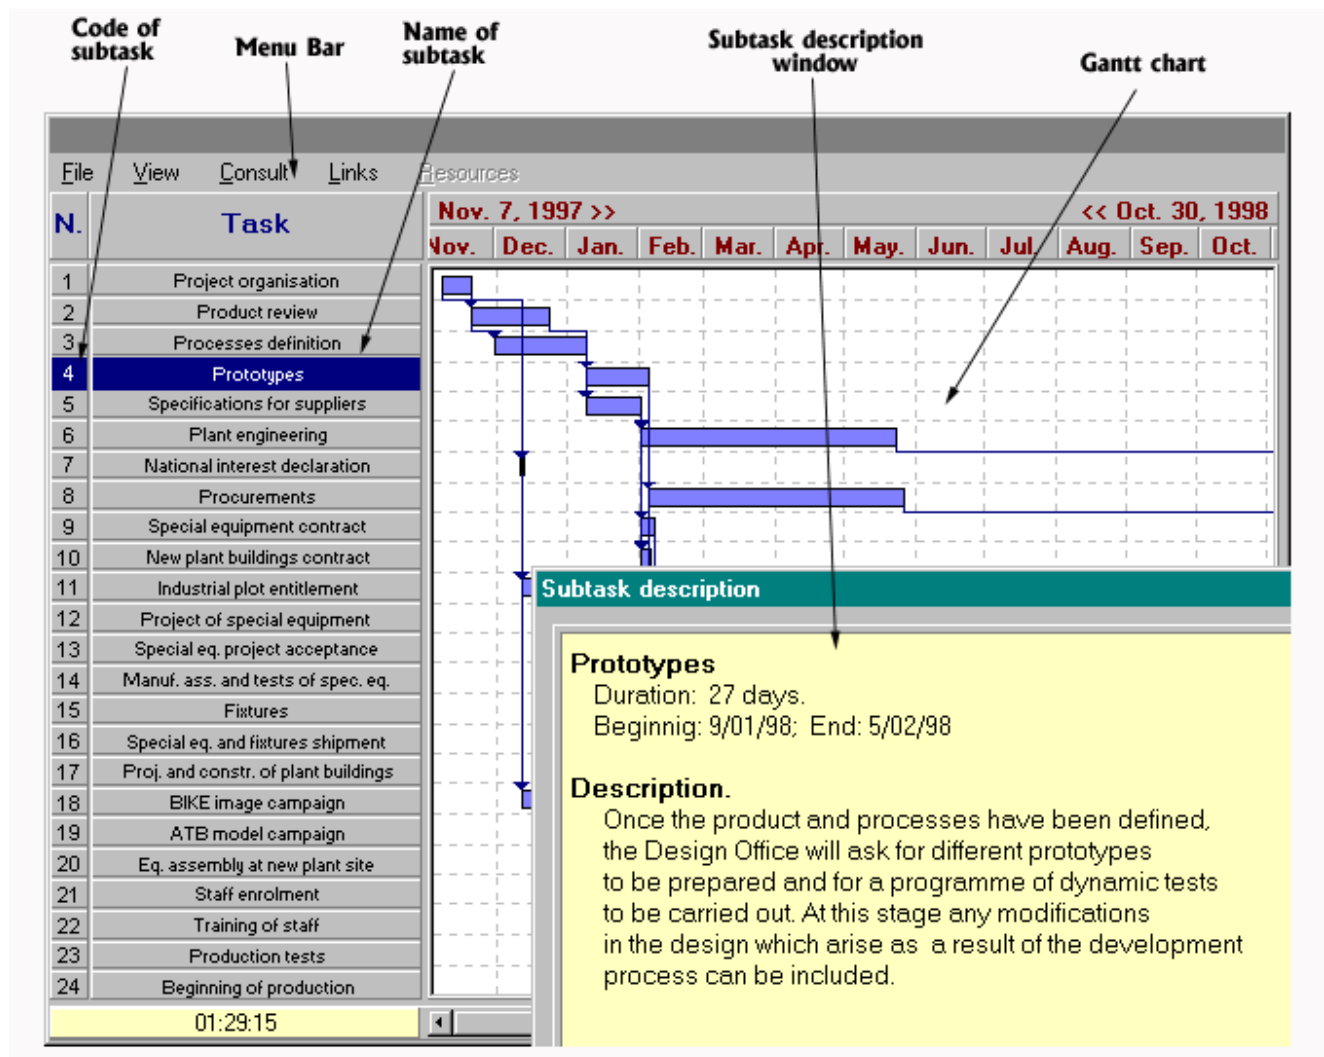 Code of
subtask
Menu Bar
Name of
subtask
Subtask description
window
Gantt chart
File View Consult Links Resources
N. Task
Nov. 7, 1997 >> << Oct. 30, 1998
Nov. Dec. Jan. Feb. Mar. Apr. May. Jun. Jul. Aug. Sep. Oct.
1 Project organisation
2 Product review
3 Processes definition
4 Prototypes
5 Specifications for suppliers
6 Plant engineering
7 National interest declaration
8 Procurements
9 Special equipment contract
10 New plant buildings contract
11 Industrial plot entitlement
12 Project of special equipment
13 Special eq. project acceptance
14 Manuf. ass. and tests of spec. eq.
15 Fixtures
16 Special eq. and fixtures shipment
17 Proj. and constr. of plant buildings
18 BIKE image campaign
19 ATB model campaign
20 Eq. assembly at new plant site
21 Staff enrolment
22 Training of staff
23 Production tests
24 Beginning of production
01:29:15
Subtask description
Prototypes
Duration: 27 days.
Beginnig: 9/01/98; End: 5/02/98
Description.
Once the product and processes have been defined,
the Design Office will ask for different prototypes
to be prepared and for a programme of dynamic tests
to be carried out. At this stage any modifications
in the design which arise as a result of the development
process can be included.